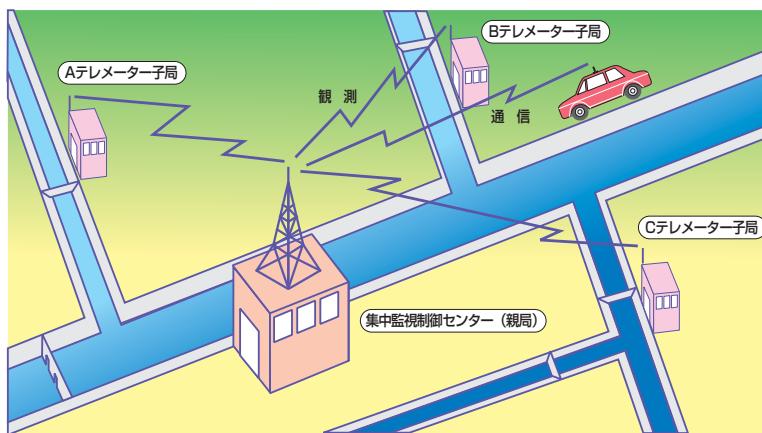 Bテレメーター子局
Aテレメーター子局
観 測
通 信
Cテレメーター子局
集中監視制御センター（親局）